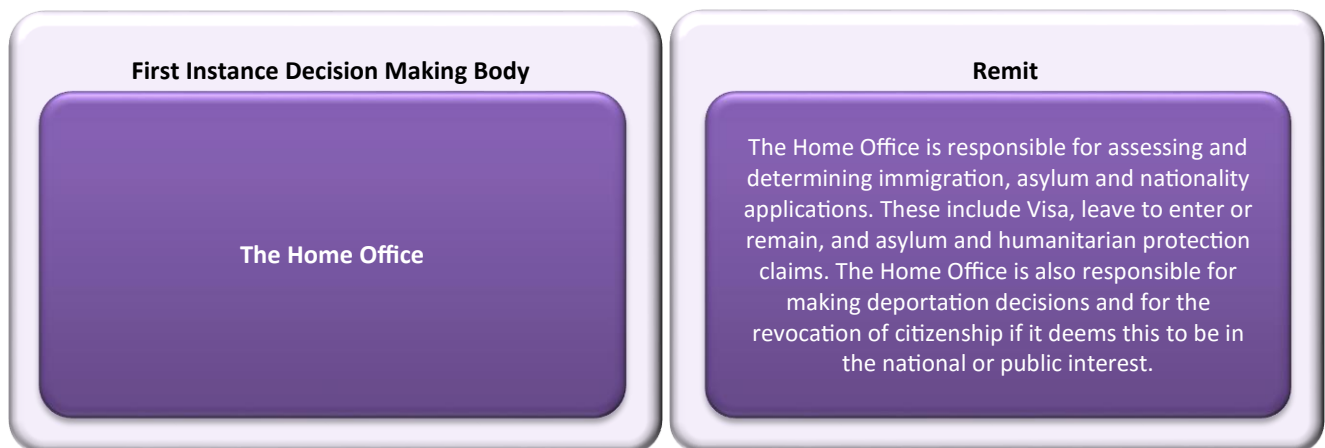 First Instance Decision Making Body
The Home Office
Remit
The Home Office is responsible for assessing and
determining immigration, asylum and nationality
applications. These include Visa, leave to enter or
remain, and asylum and humanitarian protection
claims. The Home Office is also responsible for
making deportation decisions and for the
revocation of citizenship if it deems this to be in
the national or public interest.